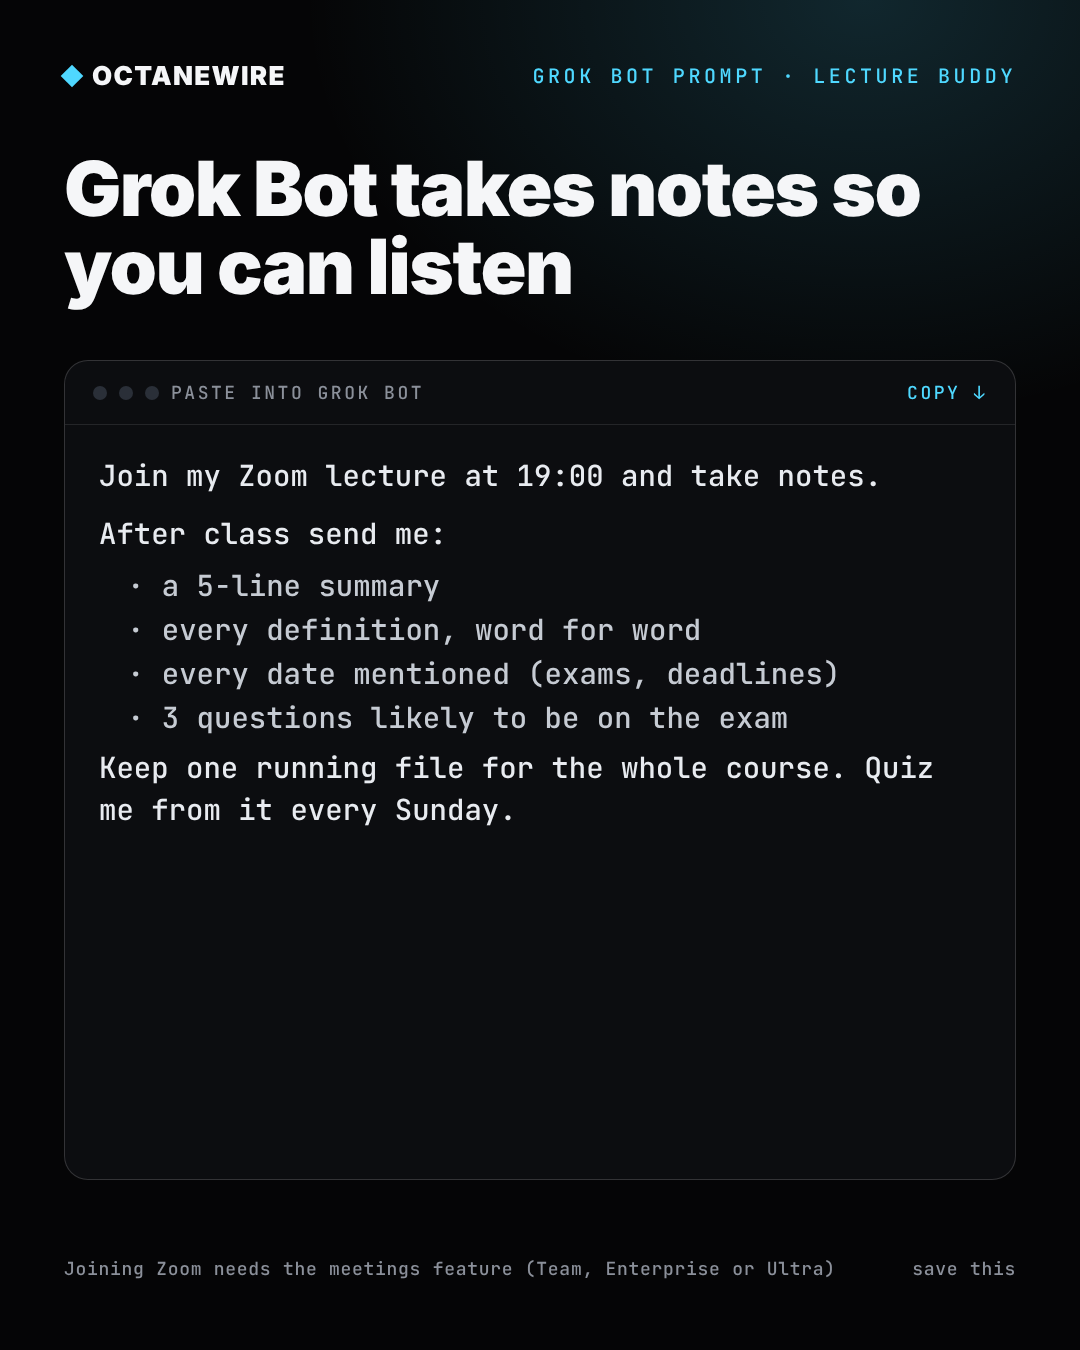 OCTANEWIRE
GROK BOT PROMPT · LECTURE BUDDY
Grok Bot takes notes so
you can listen
PASTE INTO GROK BOT
COPY ↓
Join my Zoom lecture at 19:00 and take notes.
After class send me:
· a 5-line summary
· every definition, word for word
· every date mentioned (exams, deadlines)
· 3 questions likely to be on the exam
Keep one running file for the whole course. Quiz
me from it every Sunday.
Joining Zoom needs the meetings feature (Team, Enterprise or Ultra)
save this